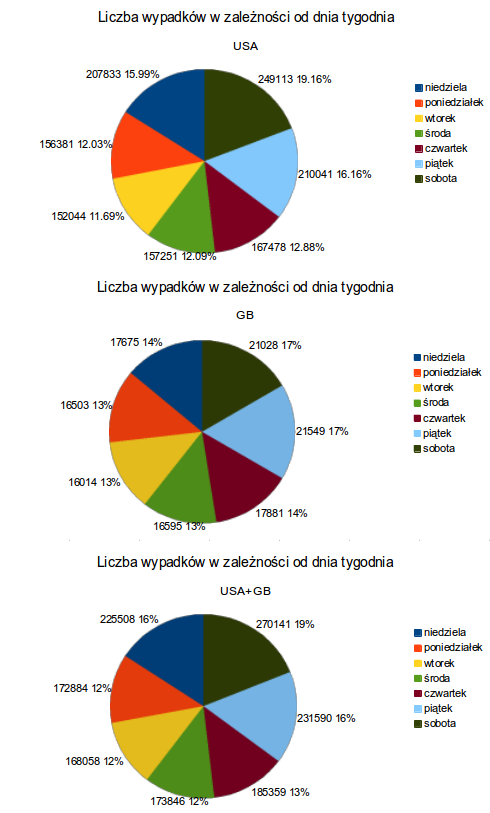 Liczba wypadków w zależności od dnia tygodnia
USA
207833 15.99%
249113 19.16%
156381 12.03%
210041 16.16%
152044 11.69%
167478 12.88%
157251 12.09%
niedziela
poniedziałek
wtorek
środa
czwartek
piątek
sobota
Liczba wypadków w zależności od dnia tygodnia
GB
17675 14%
21028 17%
16503 13%
21549 17%
16014 13%
17881 14%
16595 13%
niedziela
poniedziałek
wtorek
środa
czwartek
piątek
sobota
Liczba wypadków w zależności od dnia tygodnia
USA+GB
225508 16%
270141 19%
172884 12%
231590 16%
168058 12%
185359 13%
173846 12%
niedziela
poniedziałek
wtorek
środa
czwartek
piątek
sobota